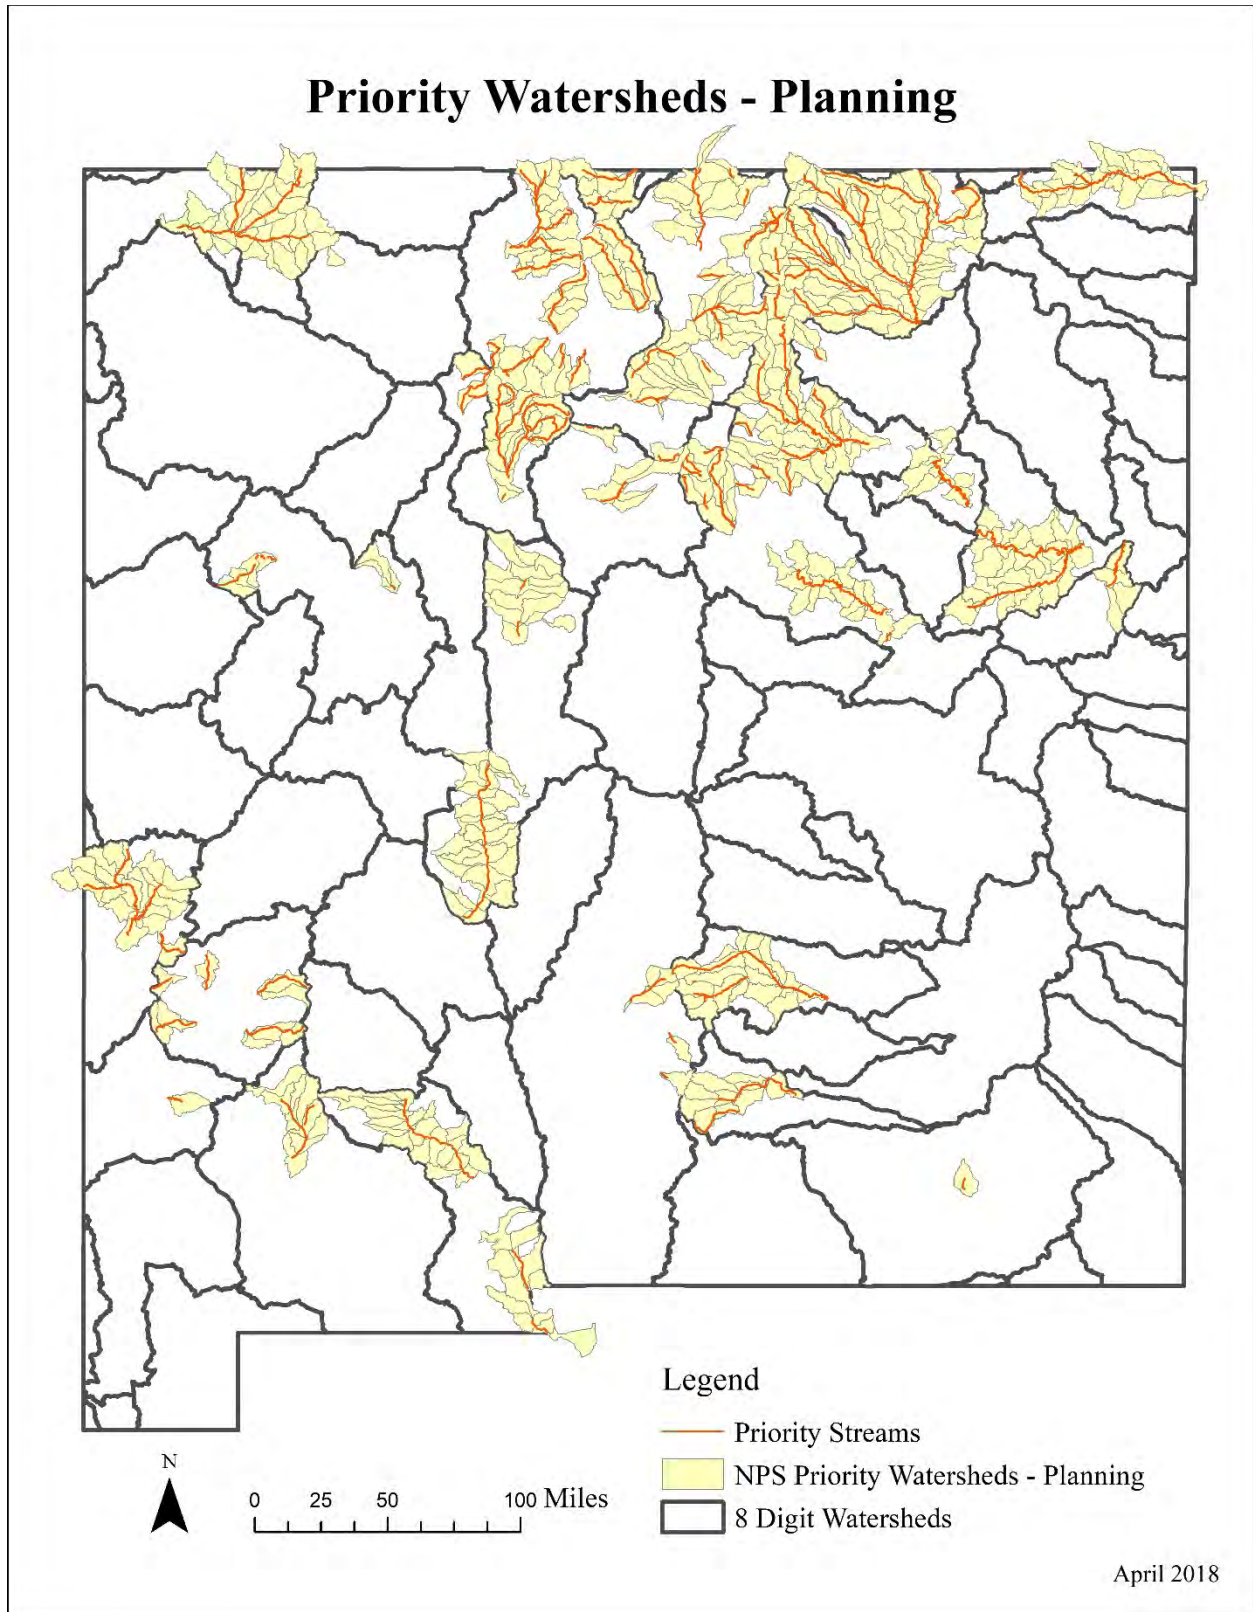 Priority Watersheds - Planning
Legend
Priority Streams
NPS Priority Watersheds - Planning
8 Digit Watersheds
N
0 25 50 100 Miles
April 2018